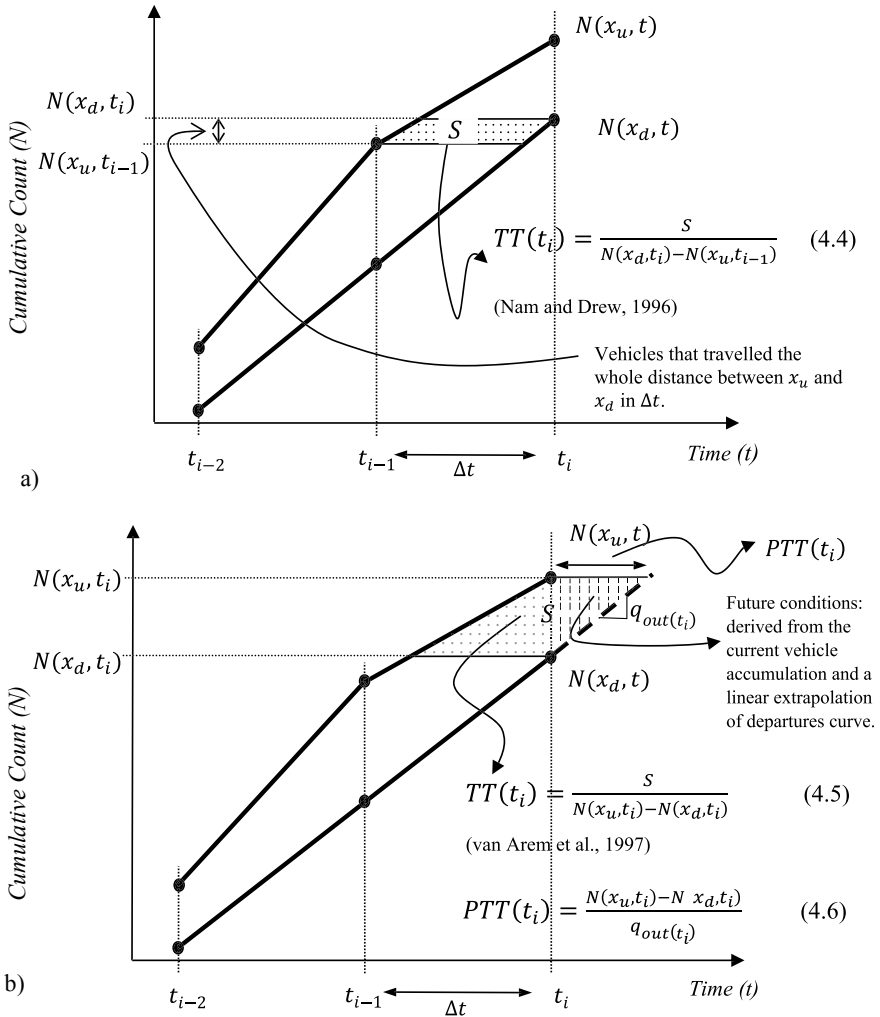 N(x_u, t)
N(x_d, t_i)
N(x_d, t)
S
N(x_u, t_{i−1})
Cumulative Count (N)
TT(t_i) = S / N(x_d,t_i)−N(x_u,t_{i−1}) (4.4)
(Nam and Drew, 1996)
Vehicles that travelled the
whole distance between x_u and
x_d in Δt.
t_{i−2}
t_{i−1}
Δt
t_i
Time (t)
a)
N(x_u, t)
PTT(t_i)
N(x_u, t_i)
S
q_{out(t_i)}
Future conditions:
derived from the
current vehicle
accumulation and a
linear extrapolation
of departures curve.
N(x_d, t_i)
N(x_d, t)
Cumulative Count (N)
TT(t_i) = S / N(x_u,t_i)−N(x_d,t_i) (4.5)
(van Arem et al., 1997)
PTT(t_i) = N(x_u,t_i)−N x_d,t_i) / q_{out(t_i)} (4.6)
b)
t_{i−2}
t_{i−1}
Δt
t_i
Time (t)